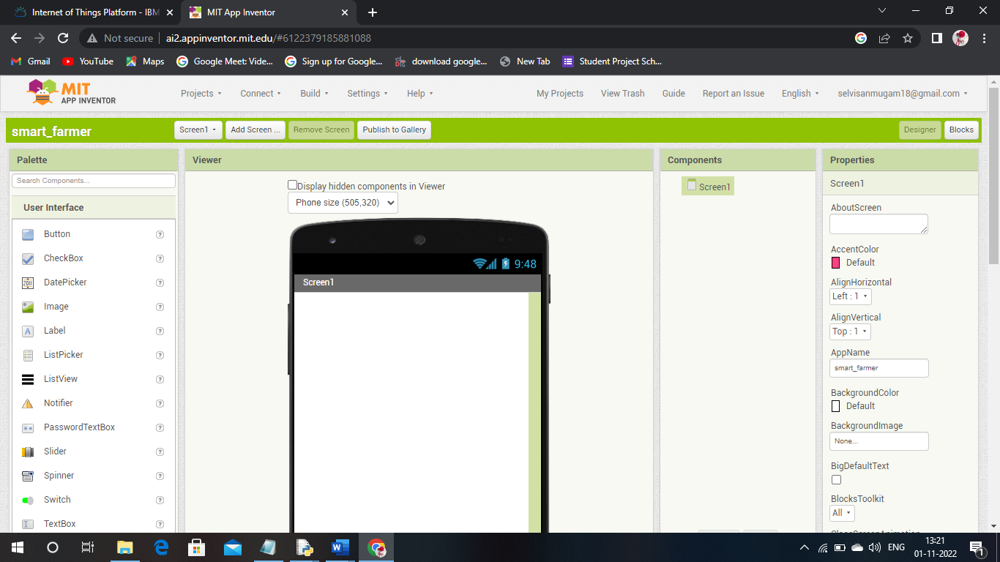 Internet of Things Platform - IBM
MIT App Inventor
Not secure
ai2.appinventor.mit.edu/#6122379185881088
Gmail
YouTube
Maps
Google Meet: Vide...
Sign up for Google...
download google...
New Tab
Student Project Sch...
MIT
APP INVENTOR
Projects
Connect
Build
Settings
Help
My Projects
View Trash
Guide
Report an Issue
English
selvisanmugam18@gmail.com
smart_farmer
Screen1
Add Screen ...
Remove Screen
Publish to Gallery
Designer
Blocks
Palette
Search Components...
User Interface
Button
CheckBox
DatePicker
Image
Label
ListPicker
ListView
Notifier
PasswordTextBox
Slider
Spinner
Switch
TextBox
Viewer
Display hidden components in Viewer
Phone size (505,320)
9:48
Screen1
Components
Screen1
Properties
Screen1
AboutScreen
AccentColor
Default
AlignHorizontal
Left : 1
AlignVertical
Top : 1
AppName
smart_farmer
BackgroundColor
Default
BackgroundImage
None...
BigDefaultText
BlocksToolkit
All
ENG
13:21
01-11-2022
1